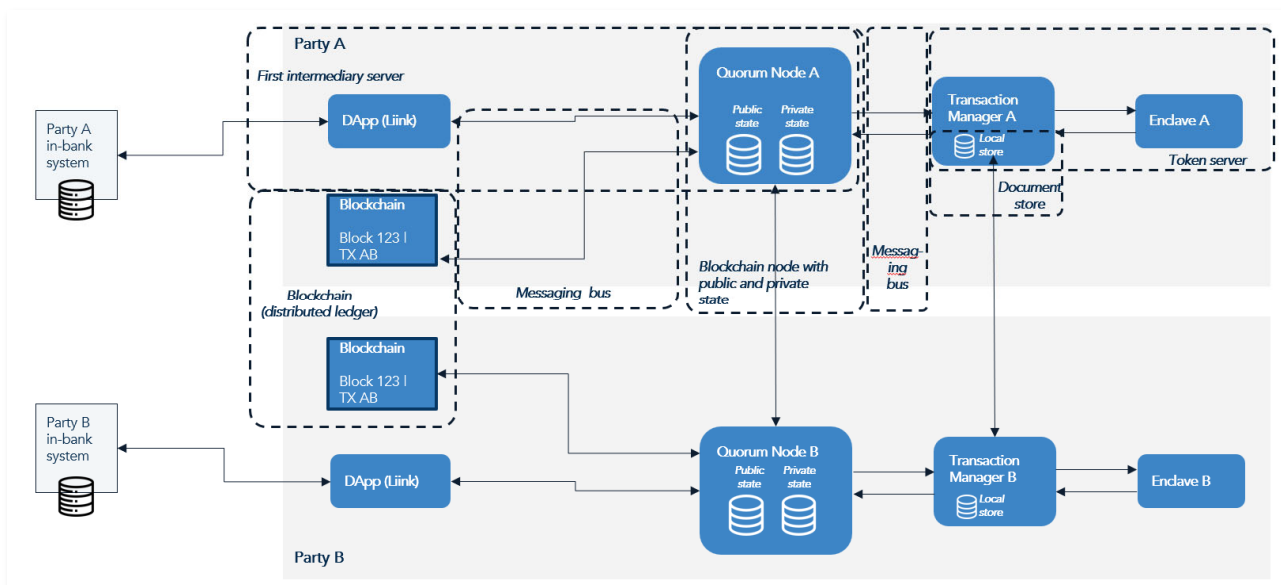 Party A
First intermediary server
Quorum Node A
Public
state
Private
state
DApp (Liink)
Transaction
Manager A
Local
store
Enclave A
Token server
Party A
in-bank
system
Document
store
Blockchain
Block 123 |
TX AB
Messag-
ing
bus
Blockchain node with
public and private
state
Messaging bus
Blockchain
(distributed ledger)
Blockchain
Block 123 |
TX AB
Party B
in-bank
system
Quorum Node B
Public
state
Private
state
DApp (Liink)
Transaction
Manager B
Local
store
Enclave B
Party B